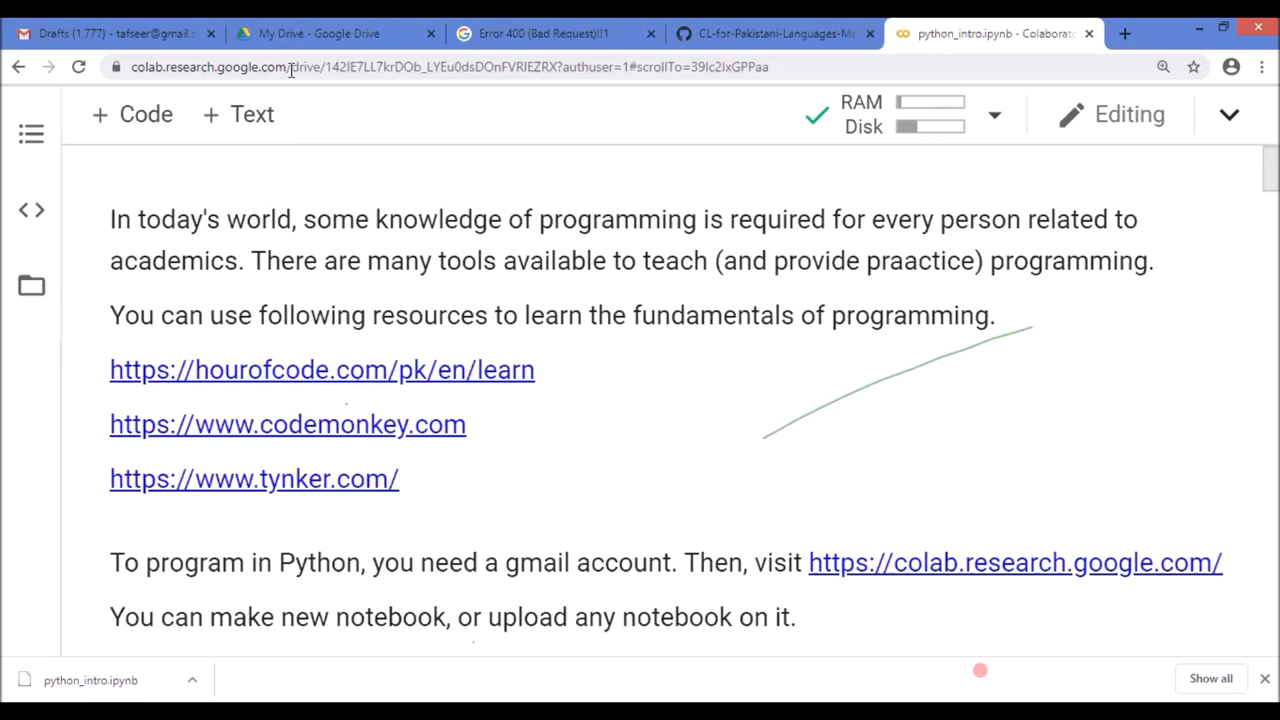 Drafts (1,777) - tafseer@gmail.
My Drive - Google Drive
Error 400 (Bad Request)!!1
CL-for-Pakistani-Languages-Ma
python_intro.ipynb - Colaborato
colab.research.google.com/drive/142IE7LL7krDOb_LYEu0dsDOnFVRIEZRX?authuser=1#scrollTo=39Ic2IxGPPaa
+ Code + Text
RAM
Disk
Editing
In today's world, some knowledge of programming is required for every person related to
academics. There are many tools available to teach (and provide praactice) programming.
You can use following resources to learn the fundamentals of programming.
https://hourofcode.com/pk/en/learn
https://www.codemonkey.com
https://www.tynker.com/
To program in Python, you need a gmail account. Then, visit https://colab.research.google.com/
You can make new notebook, or upload any notebook on it.
python_intro.ipynb
Show all